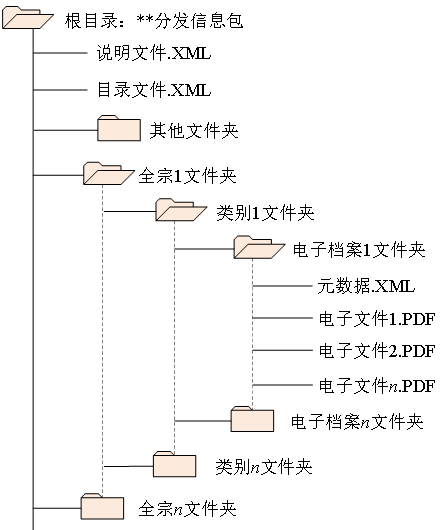 根目录：**分发信息包
说明文件.XML
目录文件.XML
其他文件夹
全宗1文件夹
类别1文件夹
电子档案1文件夹
元数据.XML
电子文件1.PDF
电子文件2.PDF
电子文件n.PDF
电子档案n文件夹
类别n文件夹
全宗n文件夹